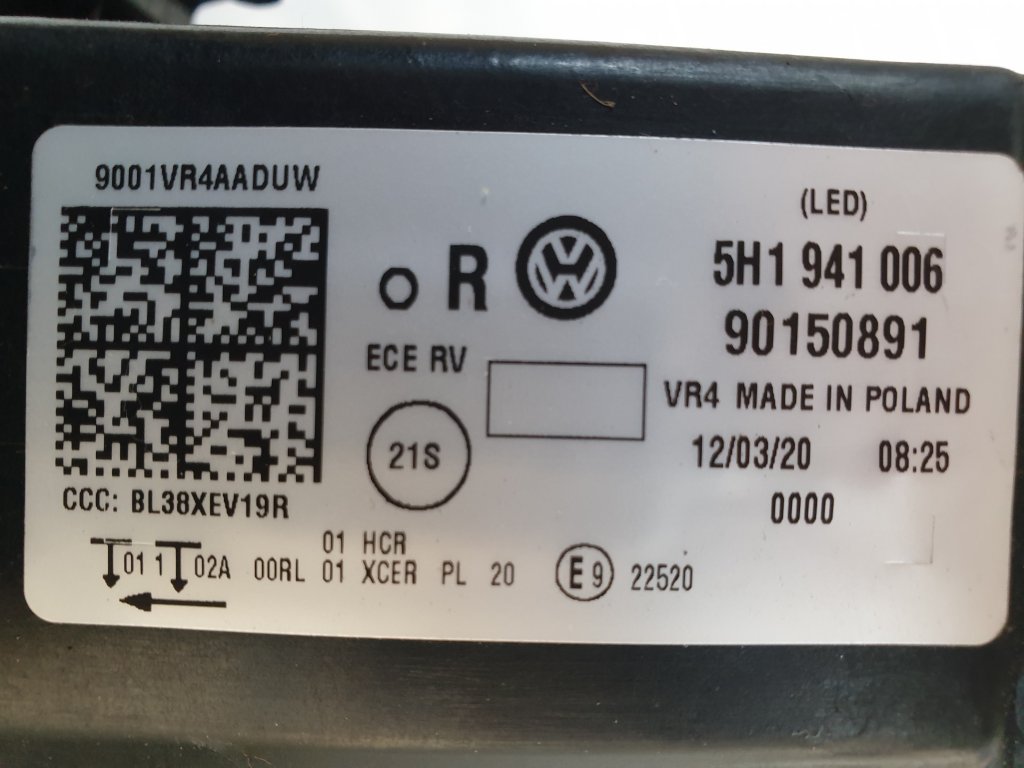 9001VR4AADUW
CCC: BL38XEV19R
O R
ECE RV
21S
(LED)
5H1 941 006
90150891
VR4 MADE IN POLAND
12/03/20 08:25
0000
01 HCR
01 1 02A 00RL 01 XCER PL 20 E9 22520